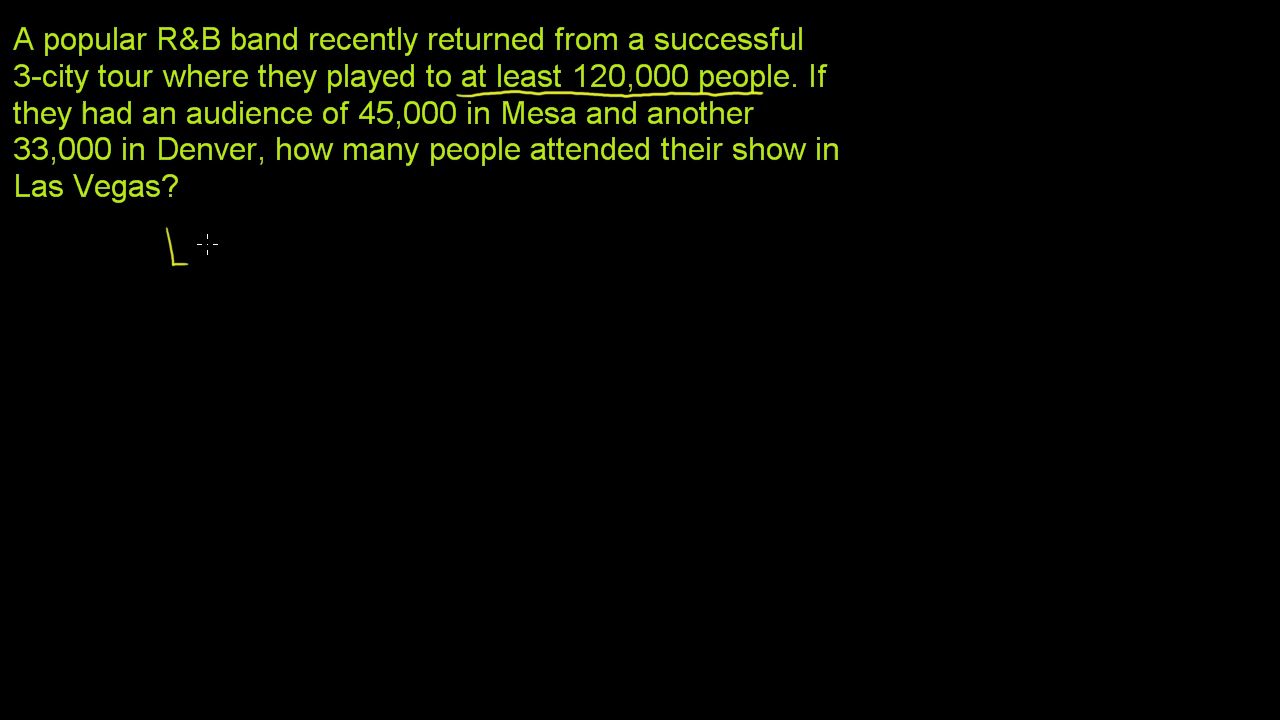 A popular R&B band recently returned from a successful
3-city tour where they played to at least 120,000 people. If
they had an audience of 45,000 in Mesa and another
33,000 in Denver, how many people attended their show in
Las Vegas?
L